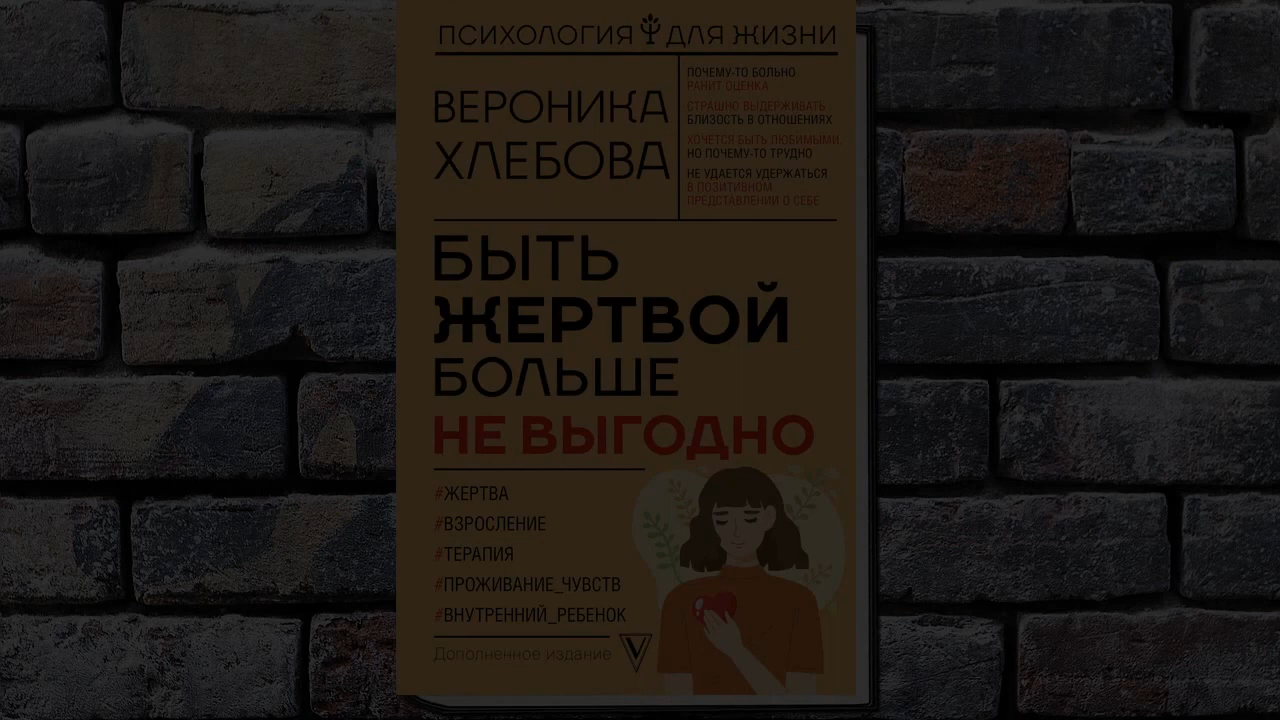 ПСИХОЛОГИЯ ДЛЯ ЖИЗНИ
ВЕРОНИКА
ХЛЕБОВА
ПОЧЕМУ-ТО БОЛЬНО
РАНИТ ОЦЕНКА
СТРАШНО ВЫДЕРЖИВАТЬ
БЛИЗОСТЬ В ОТНОШЕНИЯХ
ХОЧЕТСЯ БЫТЬ ЛЮБИМЫМИ,
НО ПОЧЕМУ-ТО ТРУДНО
НЕ УДАЕТСЯ УДЕРЖАТЬСЯ
В ПОЗИТИВНОМ
ПРЕДСТАВЛЕНИИ О СЕБЕ
БЫТЬ
ЖЕРТВОЙ
БОЛЬШЕ
НЕ ВЫГОДНО
#ЖЕРТВА
#ВЗРОСЛЕНИЕ
#ТЕРАПИЯ
#ПРОЖИВАНИЕ_ЧУВСТВ
#ВНУТРЕННИЙ_РЕБЕНОК
Дополненное издание